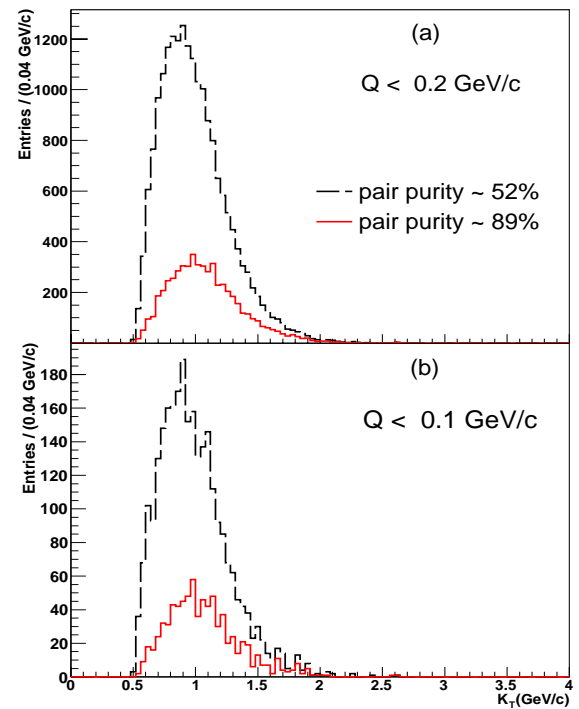 (a)
Q < 0.2 GeV/c
pair purity ~ 52%
pair purity ~ 89%
Entries / (0.04 GeV/c)
1200
1000
800
600
400
200
(b)
Q < 0.1 GeV/c
Entries / (0.04 GeV/c)
180
160
140
120
100
80
60
40
20
0
0 0.5 1 1.5 2 2.5 3 3.5 4
K_T(GeV/c)